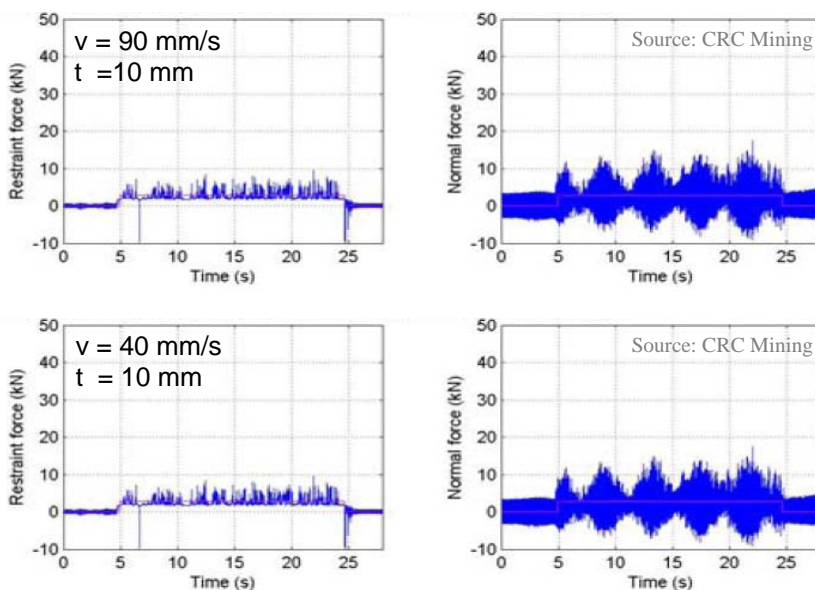 v = 90 mm/s
t =10 mm
Restraint force (kN)
50
40
30
20
10
0
-10
0 5 10 15 20 25
Time (s)
Source: CRC Mining
Normal force (kN)
50
40
30
20
10
0
-10
0 5 10 15 20 25
Time (s)
v = 40 mm/s
t = 10 mm
Restraint force (kN)
50
40
30
20
10
0
-10
0 5 10 15 20 25
Time (s)
Source: CRC Mining
Normal force (kN)
50
40
30
20
10
0
-10
0 5 10 15 20 25
Time (s)